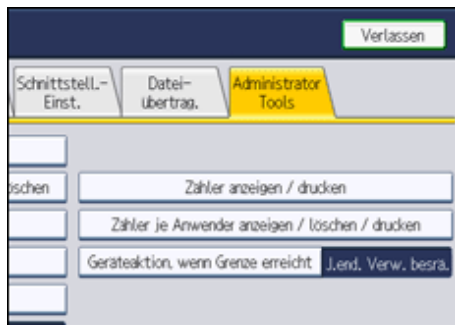 Verlassen
Schnittstell.-
Einst.
Datei-
übertrag.
Administrator
Tools
öschen
Zähler anzeigen / drucken
Zähler je Anwender anzeigen / löschen / drucken
Geräteaktion, wenn Grenze erreicht
J.end. Verw. besrä.